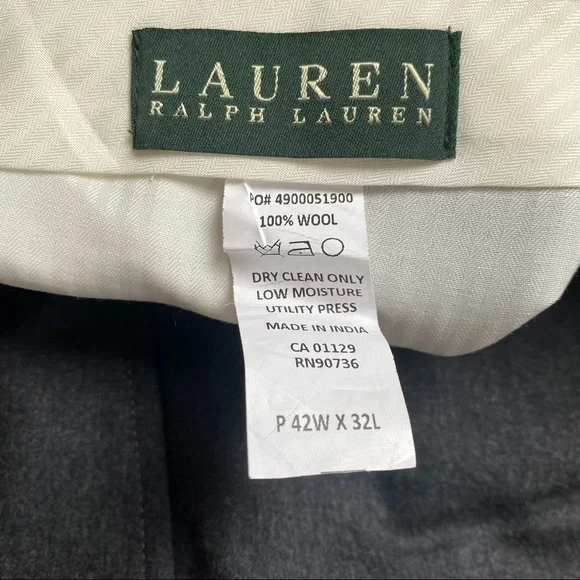 LAUREN
RALPH LAUREN
PO# 4900051900
100% WOOL
DRY CLEAN ONLY
LOW MOISTURE
UTILITY PRESS
MADE IN INDIA
CA 01129
RN90736
P 42W X 32L